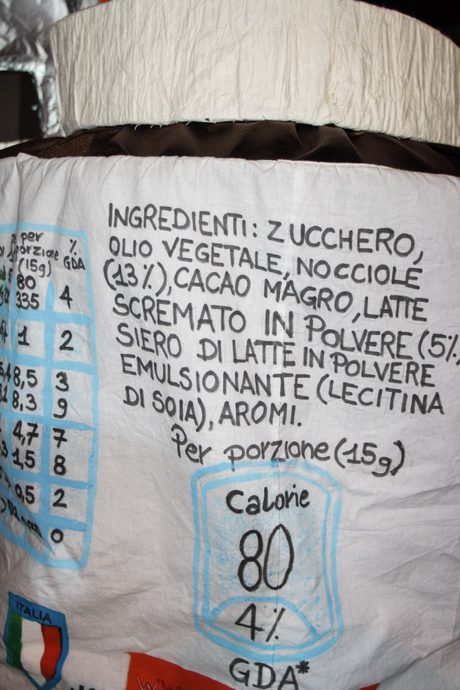 INGREDIENTI: ZUCCHERO,
OLIO VEGETALE, NOCCIOLE
(13%), CACAO MAGRO, LATTE
SCREMATO IN POLVERE (5%,
SIERO DI LATTE IN POLVERE
EMULSIONANTE (LECITINA
DI SOIA), AROMI.
Per porzione (15g)
Calorie
80
4%
GDA*
per %
porzione GDA
(15g)
80
335 4
1 2
8,5 3
8,3 9
4,7 7
1,5 8
0,5 2
0
ITALIA